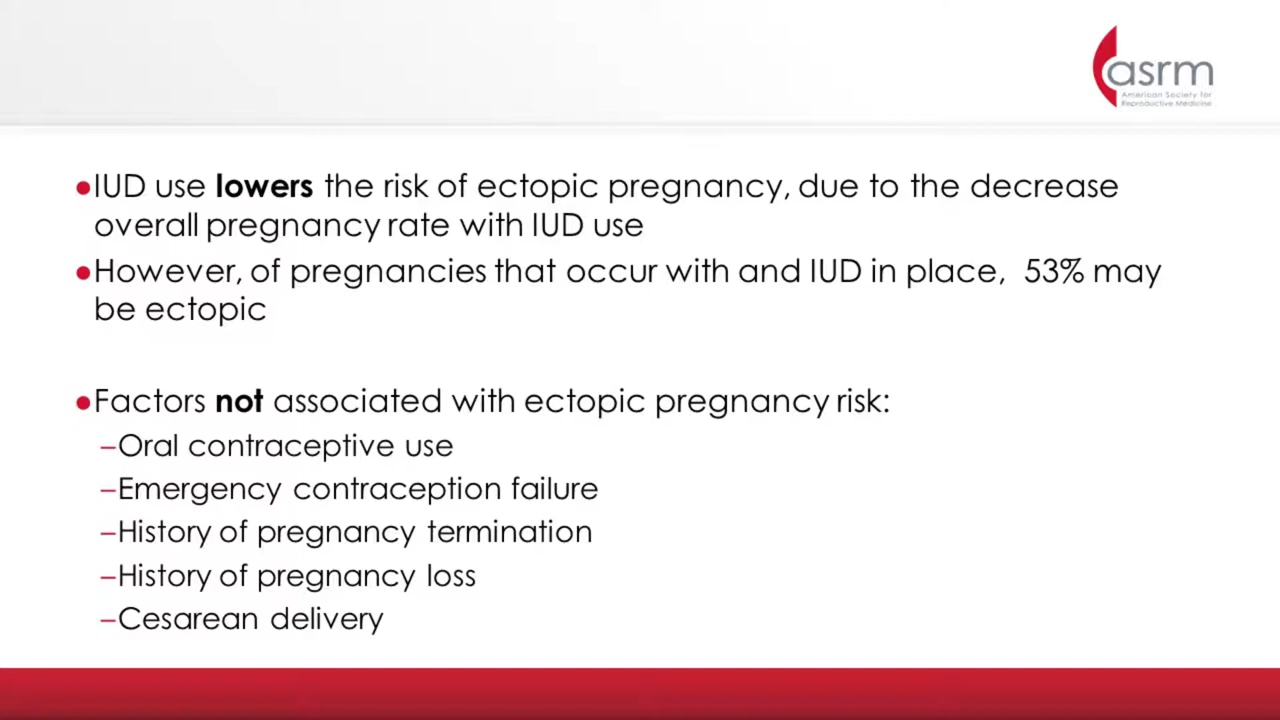 asrm
American Society for
Reproductive Medicine
●IUD use lowers the risk of ectopic pregnancy, due to the decrease
overall pregnancy rate with IUD use
●However, of pregnancies that occur with and IUD in place, 53% may
be ectopic
●Factors not associated with ectopic pregnancy risk:
–Oral contraceptive use
–Emergency contraception failure
–History of pregnancy termination
–History of pregnancy loss
–Cesarean delivery